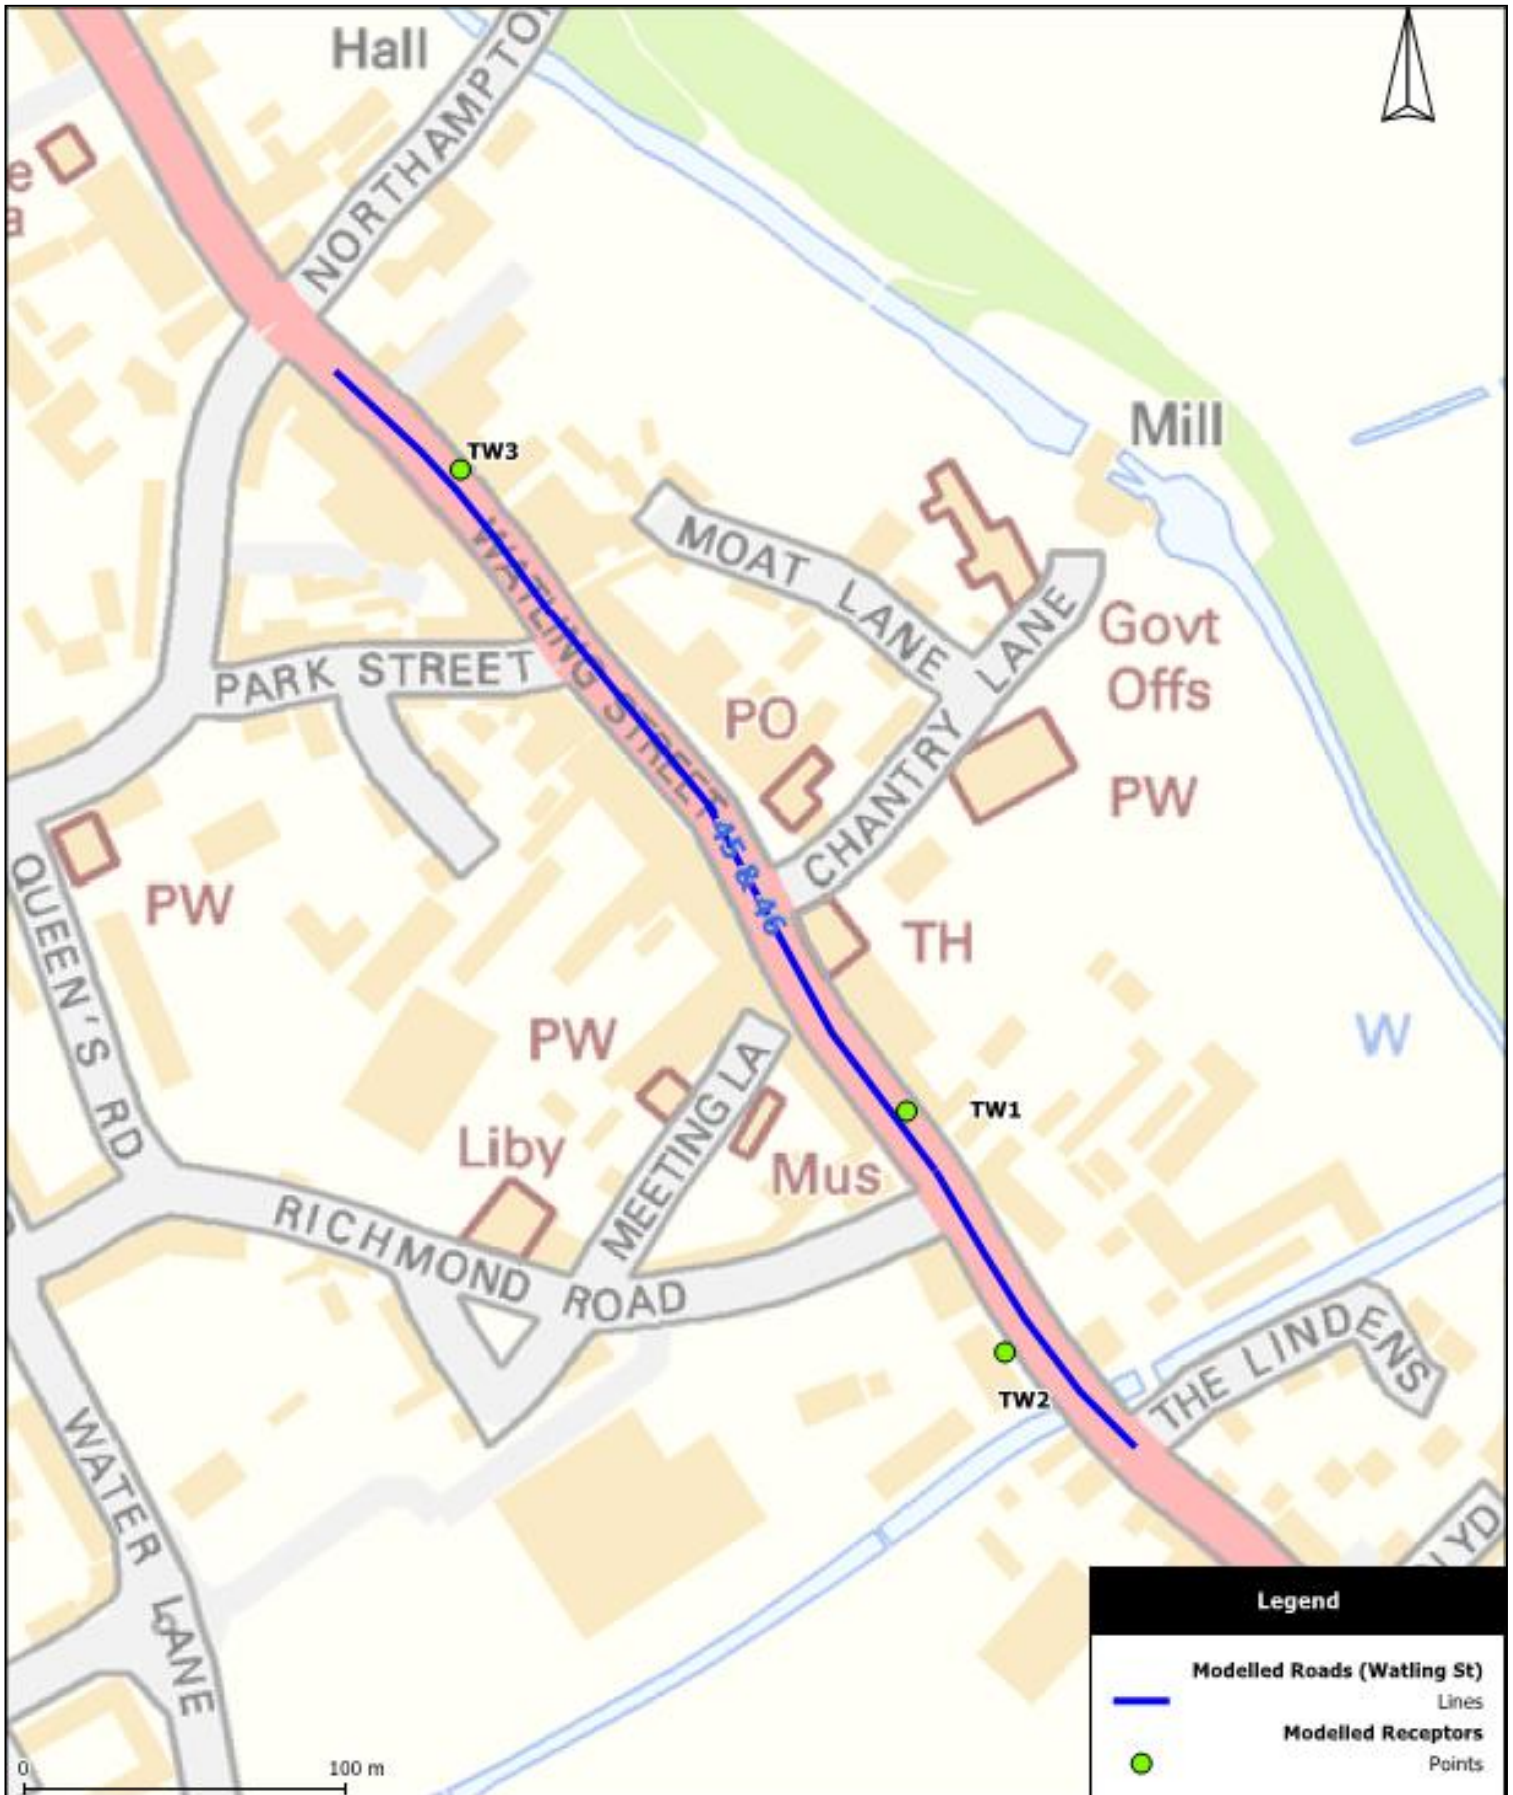 Hall
NORTHAMPTO
e
a
TW3
Mill
WATLING STREET
MOAT LANE
CHANTRY LANE
Govt
Offs
PARK STREET
PO
PW
45 & 46
QUEEN'S RD
PW
TH
PW
W
MEETING LA
TW1
Liby
Mus
RICHMOND ROAD
THE LINDENS
TW2
WATER LANE
LYD
Legend
Modelled Roads (Watling St)
Lines
Modelled Receptors
Points
0 100 m